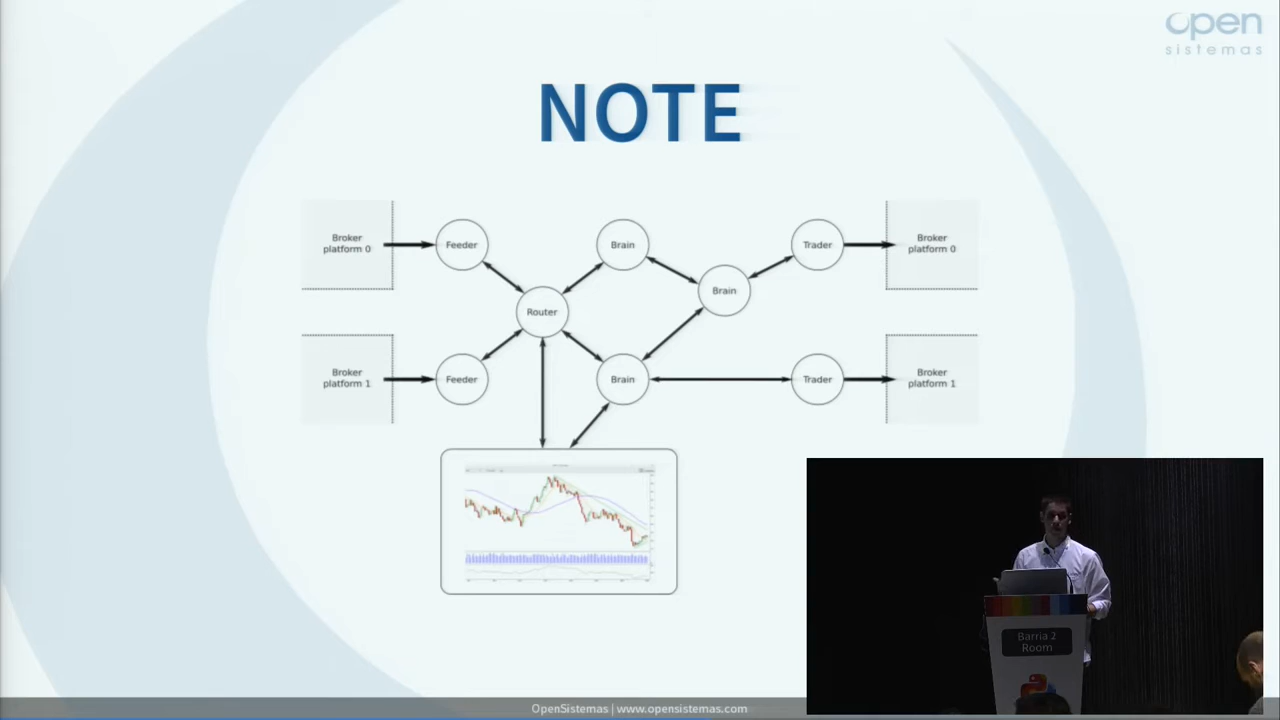 open
sistemas
NOTE
Broker
platform 0
Feeder
Brain
Trader
Broker
platform 0
Brain
Router
Broker
platform 1
Feeder
Brain
Trader
Broker
platform 1
Barria 2
Room
OpenSistemas | www.opensistemas.com